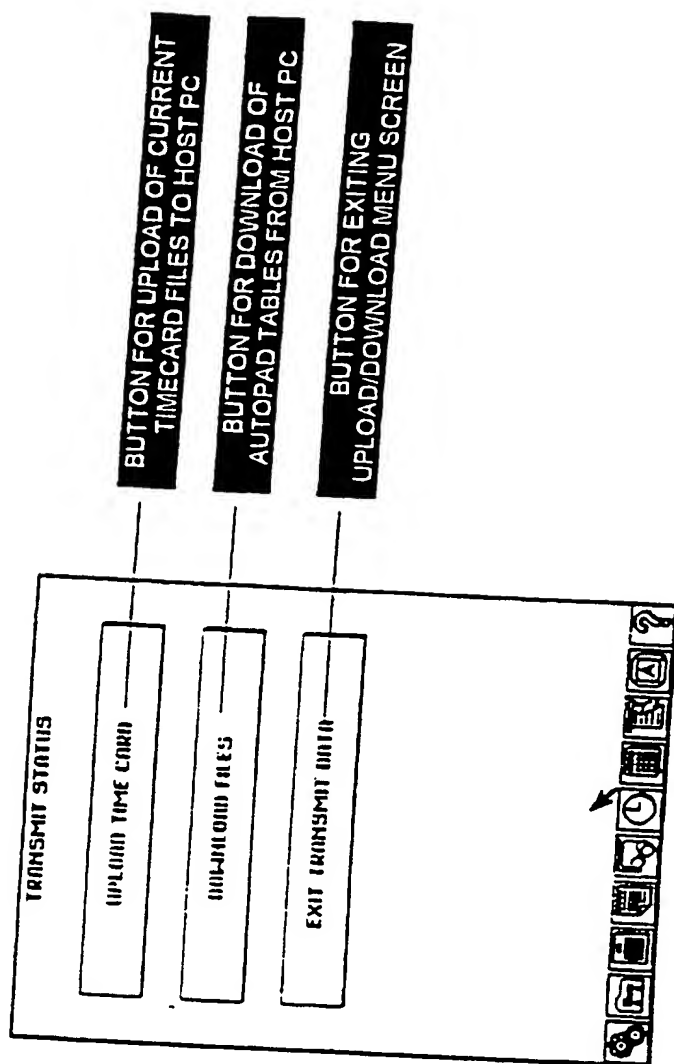 TRANSMIT STATUS
UPLOAD TIME CARD
DOWNLOAD FILES
EXIT TRANSMIT DATA
BUTTON FOR UPLOAD OF CURRENT
TIMECARD FILES TO HOST PC
BUTTON FOR DOWNLOAD OF
AUTOPAD TABLES FROM HOST PC
BUTTON FOR EXITING
UPLOAD/DOWNLOAD MENU SCREEN
A
?